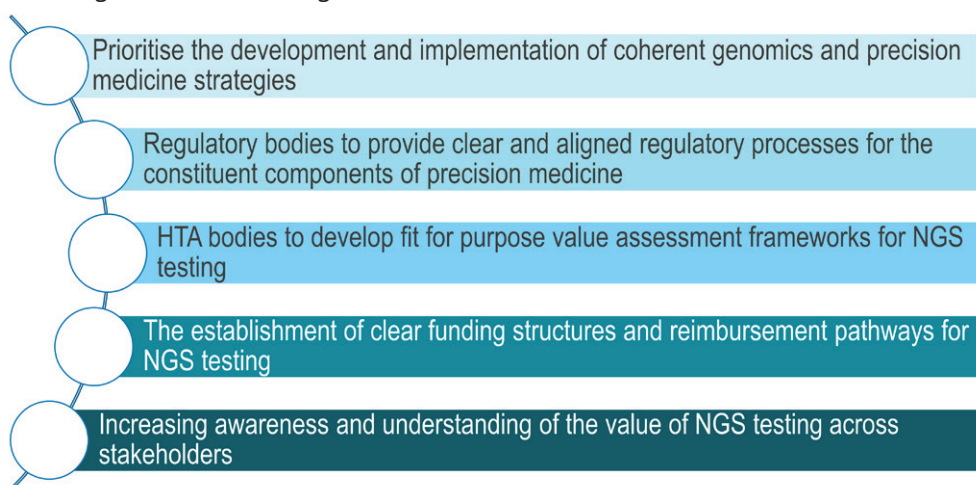 Prioritise the development and implementation of coherent genomics and precision
medicine strategies
Regulatory bodies to provide clear and aligned regulatory processes for the
constituent components of precision medicine
HTA bodies to develop fit for purpose value assessment frameworks for NGS
testing
The establishment of clear funding structures and reimbursement pathways for
NGS testing
Increasing awareness and understanding of the value of NGS testing across
stakeholders